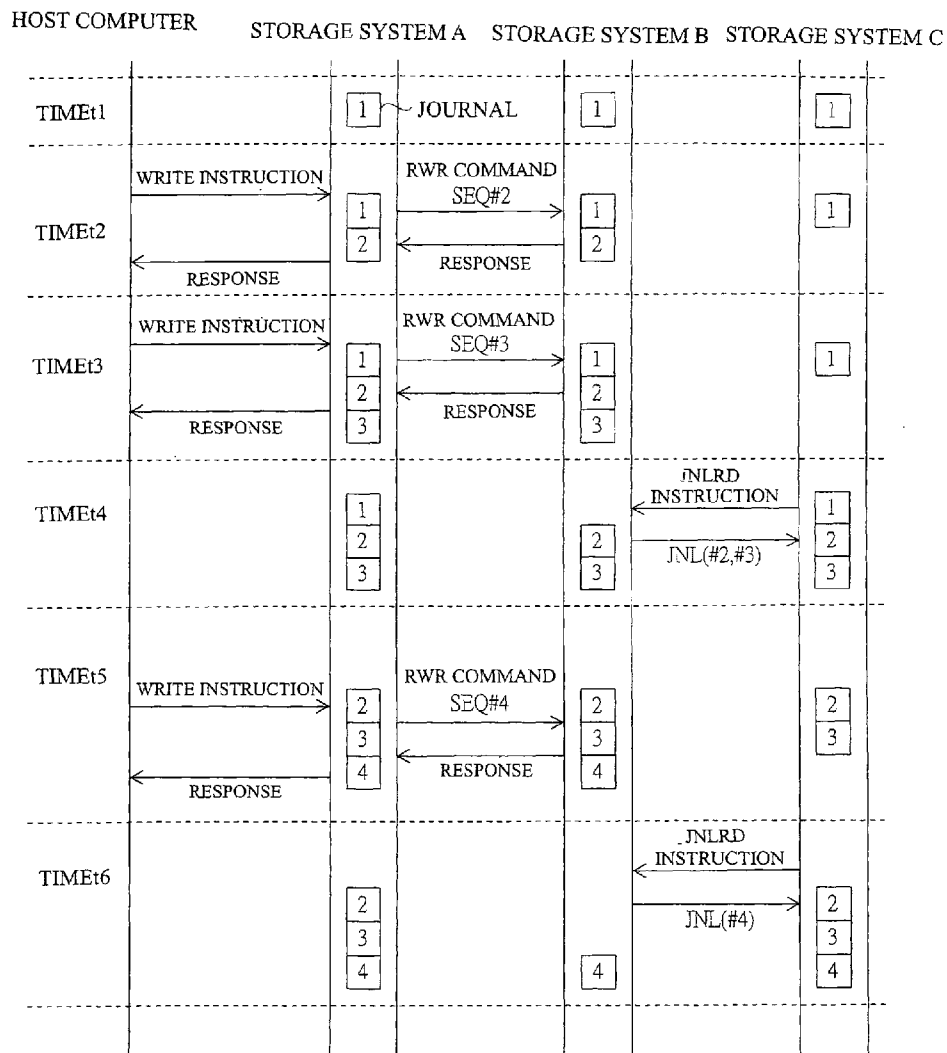 HOST COMPUTER
STORAGE SYSTEM A STORAGE SYSTEM B STORAGE SYSTEM C
TIMEt1
1 JOURNAL 1 1
TIMEt2
WRITE INSTRUCTION
RWR COMMAND
SEQ#2
1 1 1
2 2
RESPONSE
RESPONSE
TIMEt3
WRITE INSTRUCTION
RWR COMMAND
SEQ#3
1 1 1
2 2
RESPONSE
RESPONSE
3 3
TIMEt4
JNLRD
INSTRUCTION
1 1
2 2 2
JNL(#2,#3)
3 3 3
TIMEt5
WRITE INSTRUCTION
RWR COMMAND
SEQ#4
2 2 2
3 3 3
RESPONSE
4 4
RESPONSE
TIMEt6
JNLRD
INSTRUCTION
2 2
JNL(#4)
3 3
4 4 4